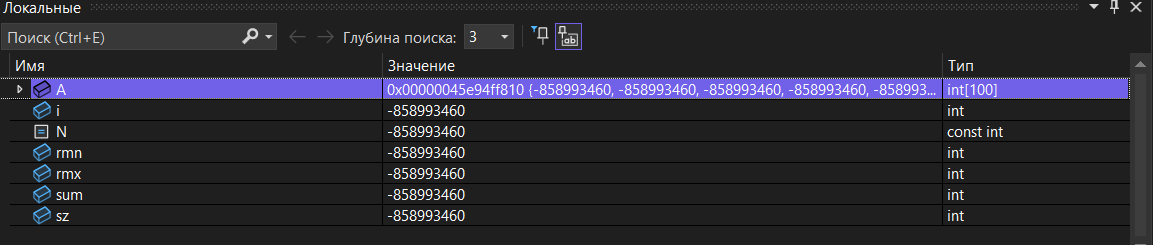 Локальные
Поиск (Ctrl+E) Глубина поиска: 3
Имя Значение Тип
A 0x00000045e94ff810 {-858993460, -858993460, -858993460, -858993460, -858993... int[100]
i -858993460 int
N -858993460 const int
rmn -858993460 int
rmx -858993460 int
sum -858993460 int
sz -858993460 int